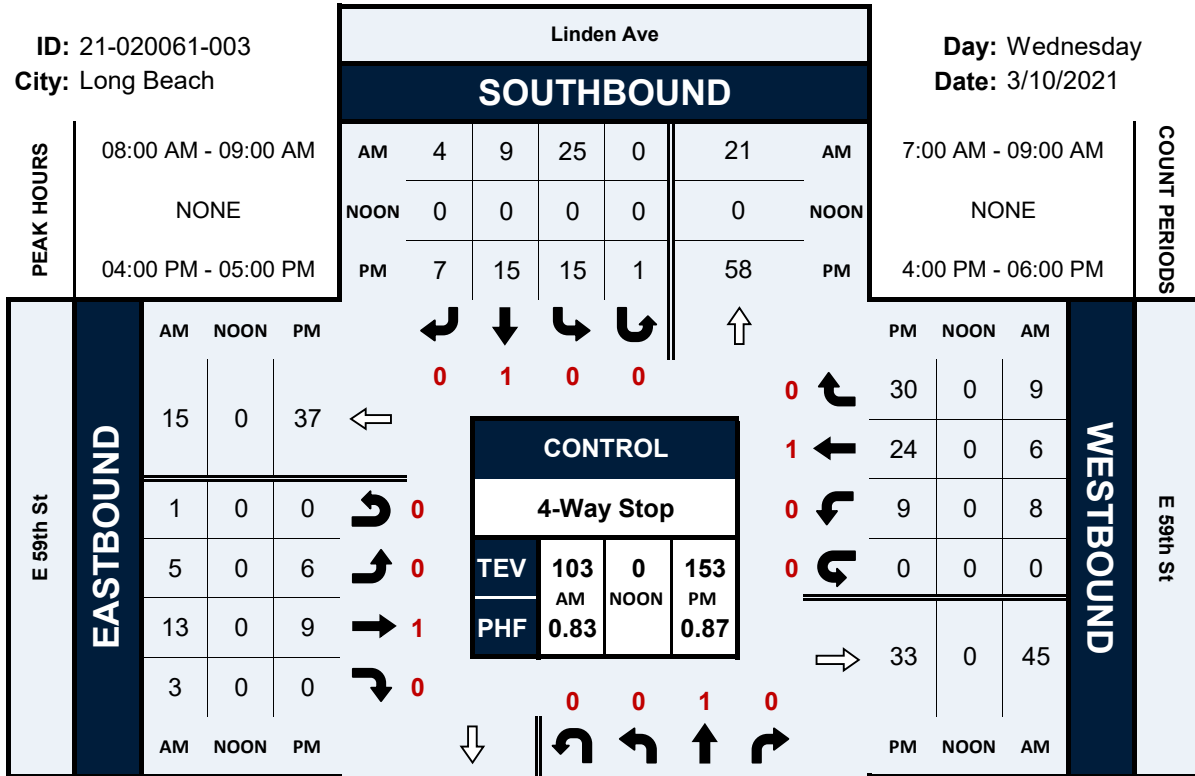 ID: 21-020061-003
City: Long Beach
Linden Ave
SOUTHBOUND
Day: Wednesday
Date: 3/10/2021
PEAK HOURS
08:00 AM - 09:00 AM
NONE
04:00 PM - 05:00 PM
AM 4 9 25 0 21 AM
NOON 0 0 0 0 0 NOON
PM 7 15 15 1 58 PM
7:00 AM - 09:00 AM
NONE
4:00 PM - 06:00 PM
COUNT PERIODS
0 1 0 0
E 59th St
EASTBOUND
AM NOON PM
15 0 37
1 0 0 0
5 0 6 0
13 0 9 1
3 0 0 0
AM NOON PM
CONTROL
4-Way Stop
TEV 103 0 153
AM NOON PM
PHF 0.83 0.87
PM NOON AM
0 30 0 9
1 24 0 6
0 9 0 8
0 0 0 0
33 0 45
PM NOON AM
WESTBOUND
E 59th St
0 0 1 0